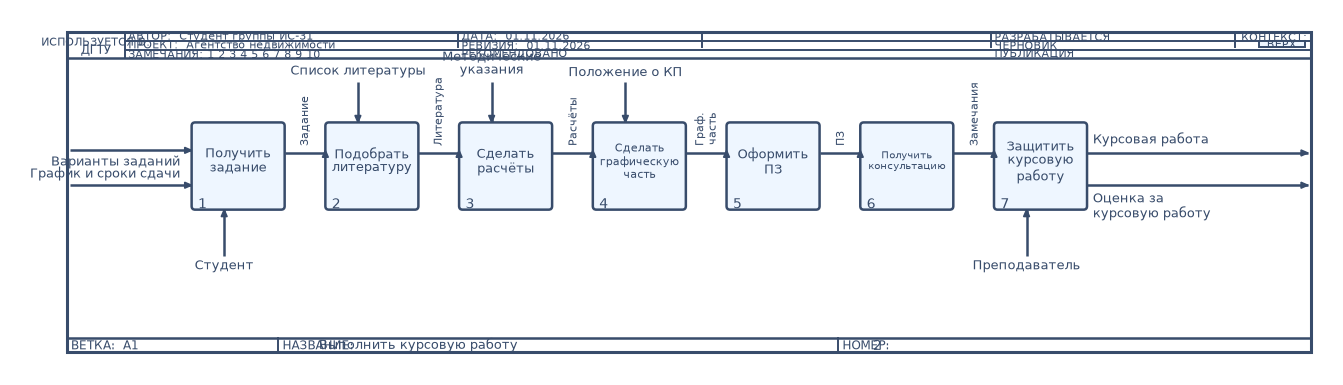 ИСПОЛЬЗУЕТСЯ В
ДГТУ
АВТОР: Студент группы ИС-31
ПРОЕКТ: Агентство недвижимости
ЗАМЕЧАНИЯ: 1 2 3 4 5 6 7 8 9 10
ДАТА: 01.11.2026
РЕВИЗИЯ: 01.11.2026
РЕКОМЕНДОВАНО
РАЗРАБАТЫВАЕТСЯ
ЧЕРНОВИК
ПУБЛИКАЦИЯ
КОНТЕКСТ:
ВЕРХ
Список литературы
Методические
указания
Положение о КП
Задание
Литература
Расчёты
Граф.
часть
ПЗ
Замечания
Варианты заданий
График и сроки сдачи
Получить
задание
1
Подобрать
литературу
2
Сделать
расчёты
3
Сделать
графическую
часть
4
Оформить
ПЗ
5
Получить
консультацию
6
Защитить
курсовую
работу
7
Курсовая работа
Оценка за
курсовую работу
Студент
Преподаватель
ВЕТКА: А1
НАЗВАНИЕ:
Выполнить курсовую работу
НОМЕР:
2